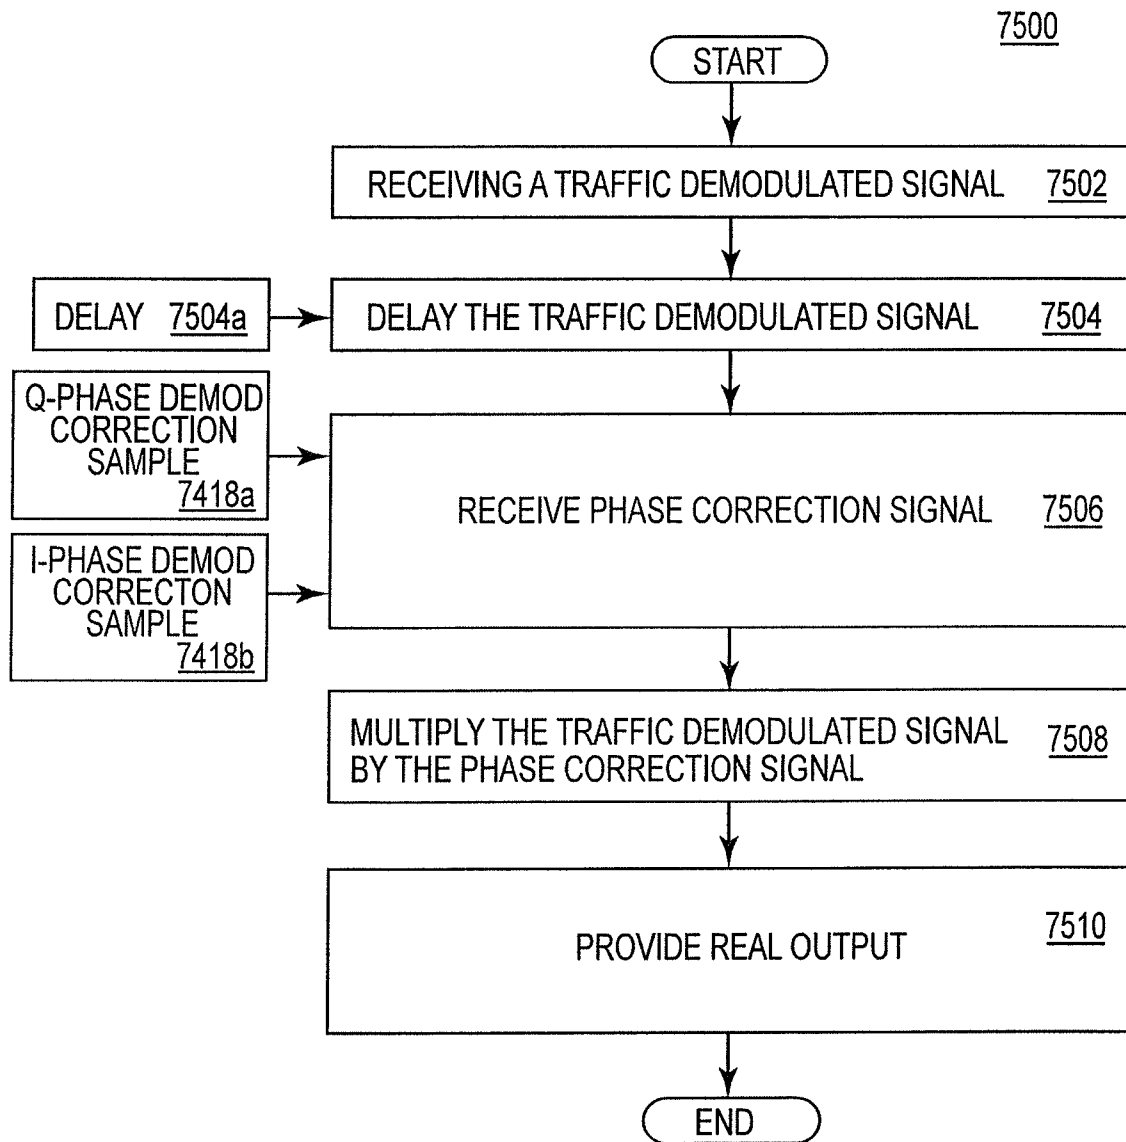 7500
START
RECEIVING A TRAFFIC DEMODULATED SIGNAL 7502
DELAY 7504a
DELAY THE TRAFFIC DEMODULATED SIGNAL 7504
Q-PHASE DEMOD
CORRECTION
SAMPLE
7418a
RECEIVE PHASE CORRECTION SIGNAL 7506
I-PHASE DEMOD
CORRECTON
SAMPLE
7418b
MULTIPLY THE TRAFFIC DEMODULATED SIGNAL 7508
BY THE PHASE CORRECTION SIGNAL
PROVIDE REAL OUTPUT 7510
END